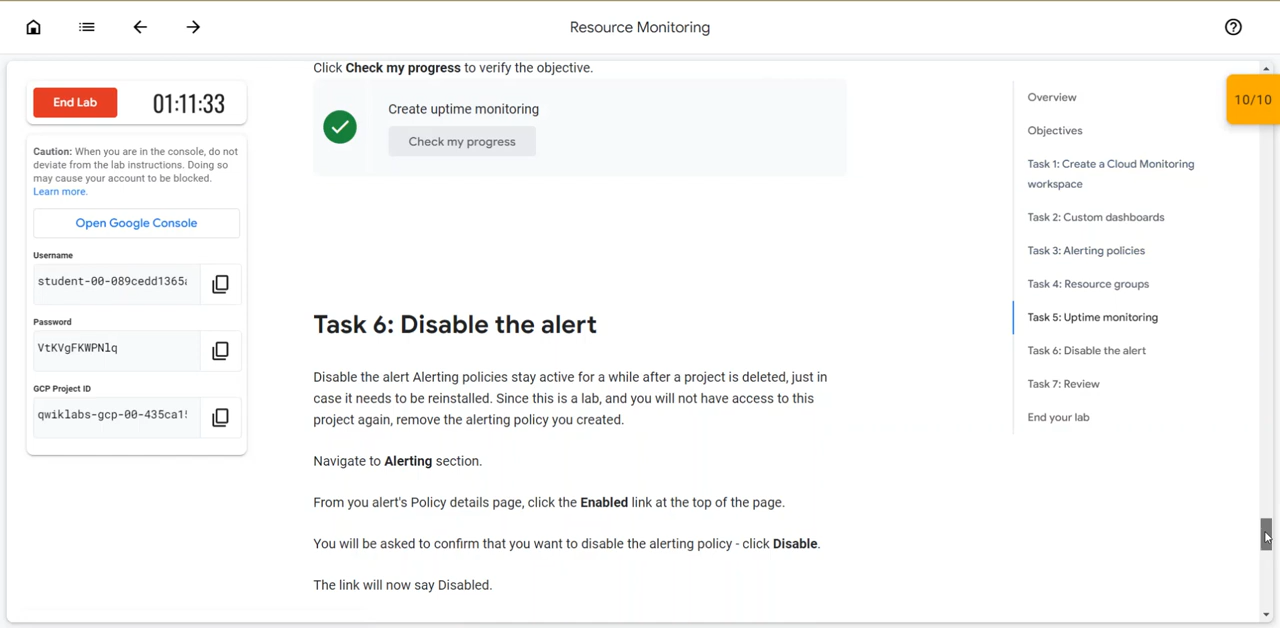 Resource Monitoring
Click Check my progress to verify the objective.
End Lab
01:11:33
Create uptime monitoring
Check my progress
10/10
Caution: When you are in the console, do not
deviate from the lab instructions. Doing so
may cause your account to be blocked.
Learn more.
Open Google Console
Username
student-00-089cedd1365
Password
VtKVgFKWPNlq
GCP Project ID
qwiklabs-gcp-00-435ca1
Task 6: Disable the alert
Disable the alert Alerting policies stay active for a while after a project is deleted, just in
case it needs to be reinstalled. Since this is a lab, and you will not have access to this
project again, remove the alerting policy you created.
Navigate to Alerting section.
From you alert's Policy details page, click the Enabled link at the top of the page.
You will be asked to confirm that you want to disable the alerting policy - click Disable.
The link will now say Disabled.
Overview
Objectives
Task 1: Create a Cloud Monitoring
workspace
Task 2: Custom dashboards
Task 3: Alerting policies
Task 4: Resource groups
Task 5: Uptime monitoring
Task 6: Disable the alert
Task 7: Review
End your lab